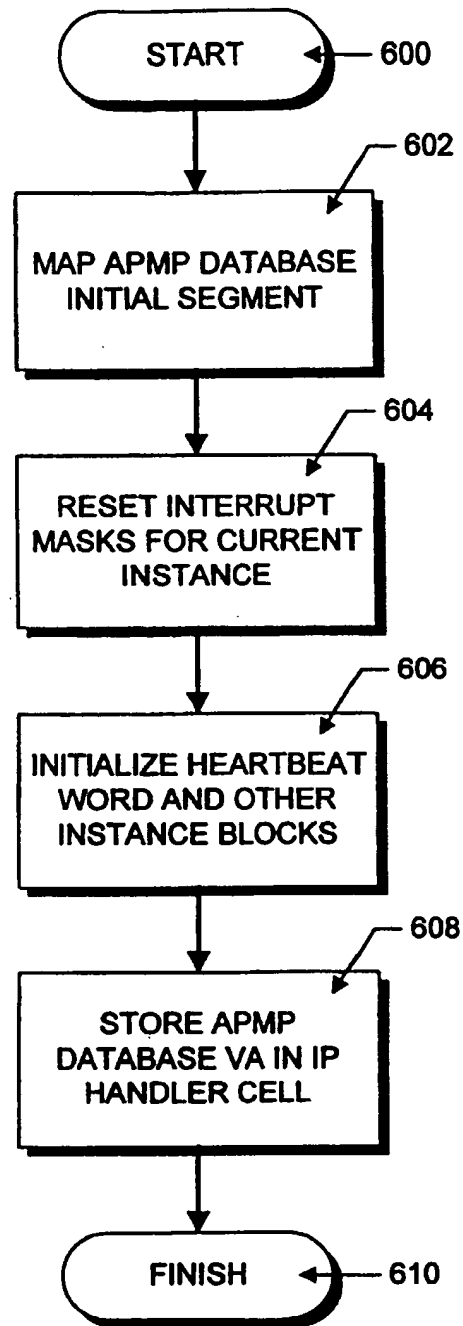 START
600
602
MAP APMP DATABASE
INITIAL SEGMENT
604
RESET INTERRUPT
MASKS FOR CURRENT
INSTANCE
606
INITIALIZE HEARTBEAT
WORD AND OTHER
INSTANCE BLOCKS
608
STORE APMP
DATABASE VA IN IP
HANDLER CELL
FINISH
610